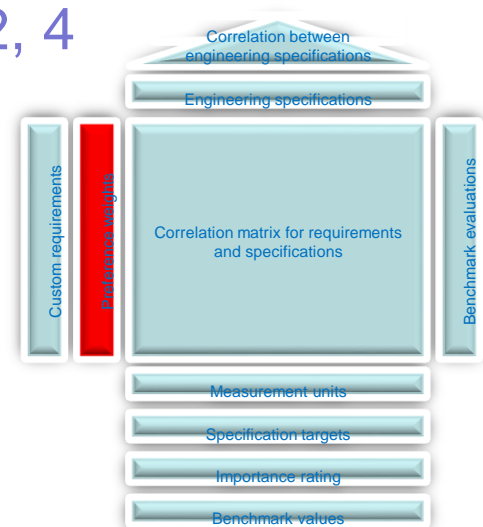 2, 4
Correlation between
engineering specifications
Engineering specifications
Custom requirements
Preference weights
Correlation matrix for requirements
and specifications
Benchmark evaluations
Measurement units
Specification targets
Importance rating
Benchmark values